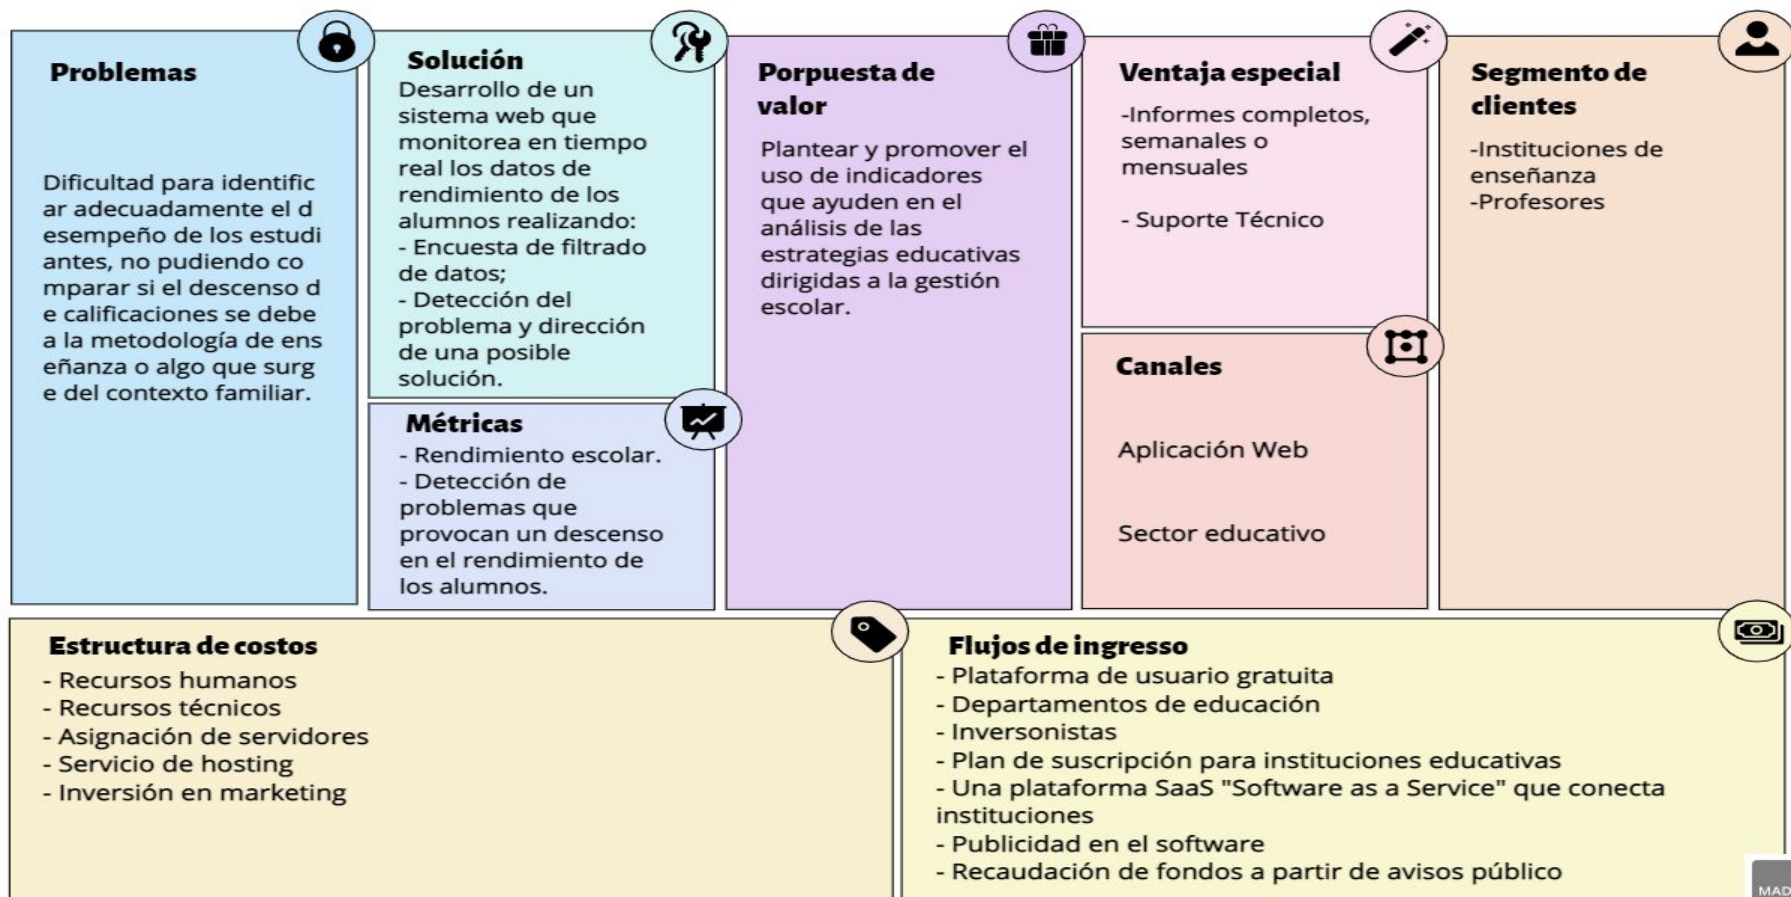 Problemas
Dificultad para identific
ar adecuadamente el d
esempeño de los estudi
antes, no pudiendo co
mparar si el descenso d
e calificaciones se debe
a la metodología de ens
eñanza o algo que surg
e del contexto familiar.
Solución
Desarrollo de un
sistema web que
monitorea en tiempo
real los datos de
rendimiento de los
alumnos realizando:
- Encuesta de filtrado
de datos;
- Detección del
problema y dirección
de una posible
solución.
Métricas
- Rendimiento escolar.
- Detección de
problemas que
provocan un descenso
en el rendimiento de
los alumnos.
Porpuesta de
valor
Plantear y promover el
uso de indicadores
que ayuden en el
análisis de las
estrategias educativas
dirigidas a la gestión
escolar.
Ventaja especial
-Informes completos,
semanales o
mensuales
- Suporte Técnico
Canales
Aplicación Web
Sector educativo
Segmento de
clientes
-Instituciones de
enseñanza
-Profesores
Estructura de costos
- Recursos humanos
- Recursos técnicos
- Asignación de servidores
- Servicio de hosting
- Inversión en marketing
Flujos de ingresso
- Plataforma de usuario gratuita
- Departamentos de educación
- Inversonistas
- Plan de suscripción para instituciones educativas
- Una plataforma SaaS "Software as a Service" que conecta
instituciones
- Publicidad en el software
- Recaudación de fondos a partir de avisos público
MAD